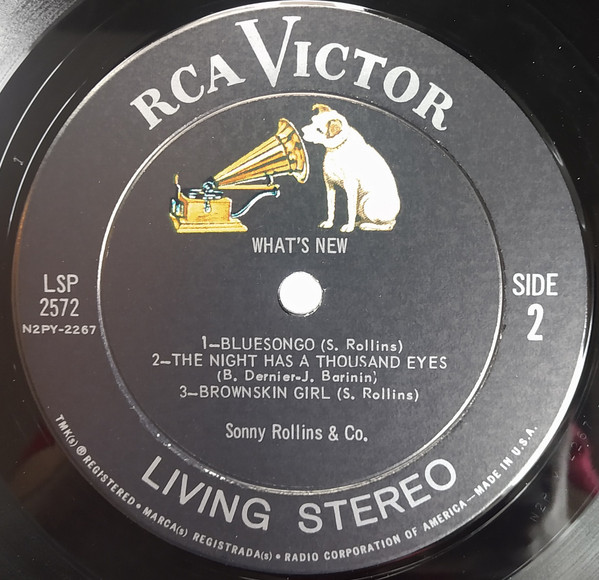 RCA VICTOR
WHAT'S NEW
LSP
2572
N2PY-2267
SIDE
2
1—BLUESONGO (S. Rollins)
2—THE NIGHT HAS A THOUSAND EYES
(B. Dernier-J. Barinin)
3—BROWNSKIN GIRL (S. Rollins)
Sonny Rollins & Co.
LIVING STEREO
TMK(s) ® REGISTERED • MARCA(s) REGISTRADA(s) • RADIO CORPORATION OF AMERICA—MADE IN U.S.A.